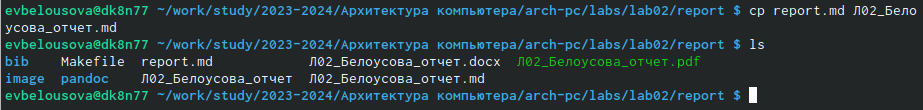 evbelousova@dk8n77 ~/work/study/2023-2024/Архитектура компьютера/arch-pc/labs/lab02/report $ cp report.md Л02_Бело
усова_отчет.md
evbelousova@dk8n77 ~/work/study/2023-2024/Архитектура компьютера/arch-pc/labs/lab02/report $ ls
bib Makefile report.md Л02_Белоусова_отчет.docx Л02_Белоусова_отчет.pdf
image pandoc Л02_Белоусова_отчет Л02_Белоусова_отчет.md
evbelousova@dk8n77 ~/work/study/2023-2024/Архитектура компьютера/arch-pc/labs/lab02/report $